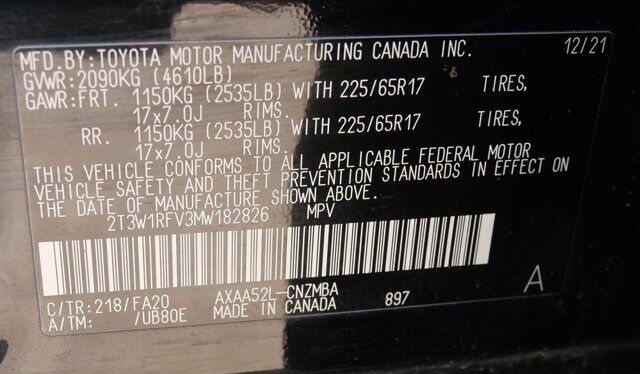 MFD.BY:TOYOTA MOTOR MANUFACTURING CANADA INC. 12/21
GVWR:2090KG (4610LB)
GAWR:FRT. 1150KG (2535LB) WITH 225/65R17 TIRES,
17x7.0J RIMS.
RR. 1150KG (2535LB) WITH 225/65R17 TIRES,
17x7.0J RIMS.
THIS VEHICLE CONFORMS TO ALL APPLICABLE FEDERAL MOTOR
VEHICLE SAFETY AND THEFT PREVENTION STANDARDS IN EFFECT ON
THE DATE OF MANUFACTURE SHOWN ABOVE.
2T3W1RFV3MW182826 MPV
C/TR:218/FA20 AXAA52L-CNZMBA A
A/TM: /UB80E MADE IN CANADA 897